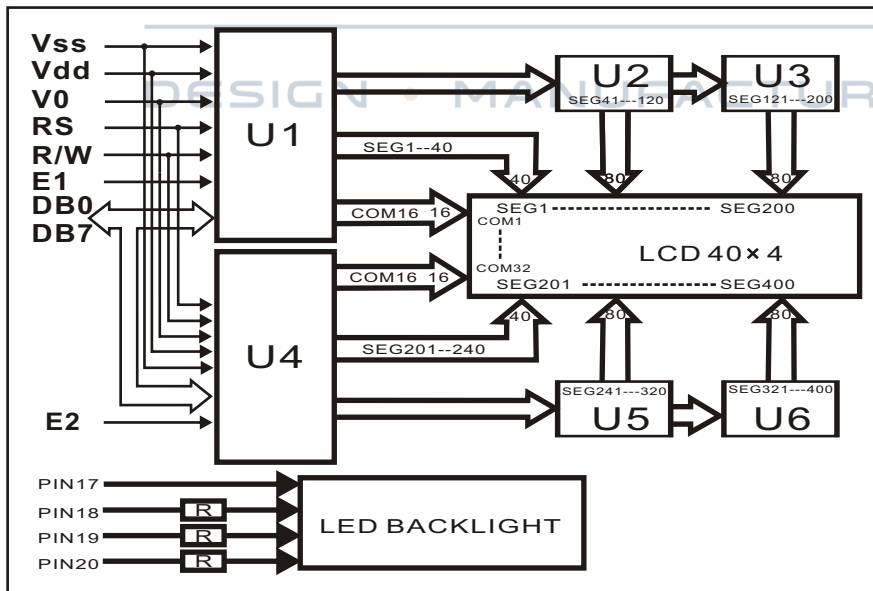 DESIGN • MANUFACTUR
Vss
Vdd
V0
RS
R/W
E1
DB0
DB7
E2
U1
SEG1--40
COM16 16
U2
SEG41---120
U3
SEG121---200
40
80
80
SEG1 ---------------------- SEG200
COM1
LCD 40×4
COM32
SEG201 -------------------- SEG400
COM16 16
40
80
80
U4
SEG201--240
SEG241---320
U5
SEG321---400
U6
PIN17
PIN18 R
PIN19 R
PIN20 R
LED BACKLIGHT